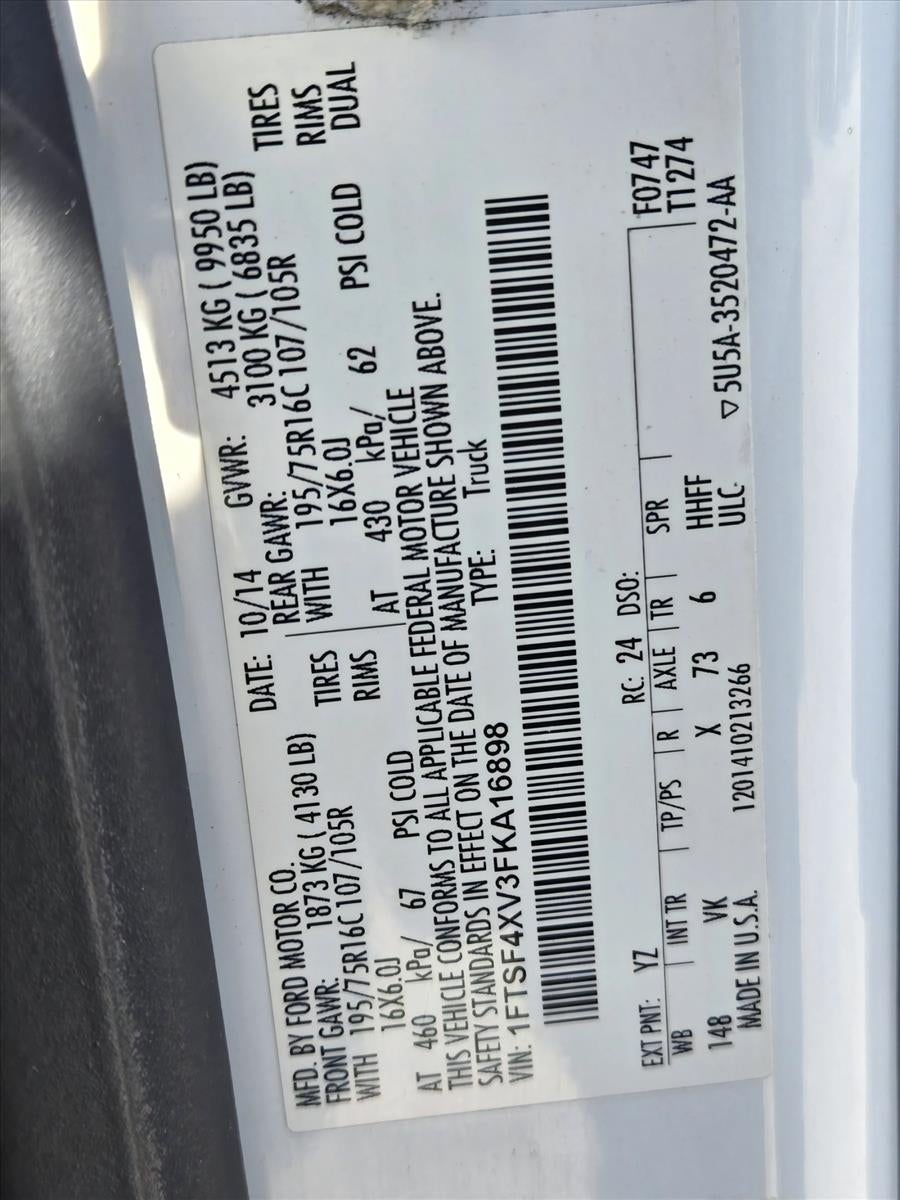 MFD. BY FORD MOTOR CO. DATE: 10/14 GVWR: 4513 KG ( 9950 LB)
FRONT GAWR: 1873 KG ( 4130 LB) REAR GAWR: 3100 KG ( 6835 LB)
WITH 195/75R16C 107/105R TIRES WITH 195/75R16C 107/105R TIRES
16X6.0J RIMS 16X6.0J RIMS
AT 460 kPa/ 67 PSI COLD AT 430 kPa/ 62 PSI COLD DUAL
THIS VEHICLE CONFORMS TO ALL APPLICABLE FEDERAL MOTOR VEHICLE
SAFETY STANDARDS IN EFFECT ON THE DATE OF MANUFACTURE SHOWN ABOVE.
VIN: 1FTSF4XV3FKA16898 TYPE: Truck
EXT PNT: YZ RC: 24 DSO: F0747
WB INT TR TP/PS R AXLE TR SPR T1274
148 VK X 73 6 HHFF
MADE IN U.S.A. 1201410213266 ULC ▽ 5U5A-3520472-AA